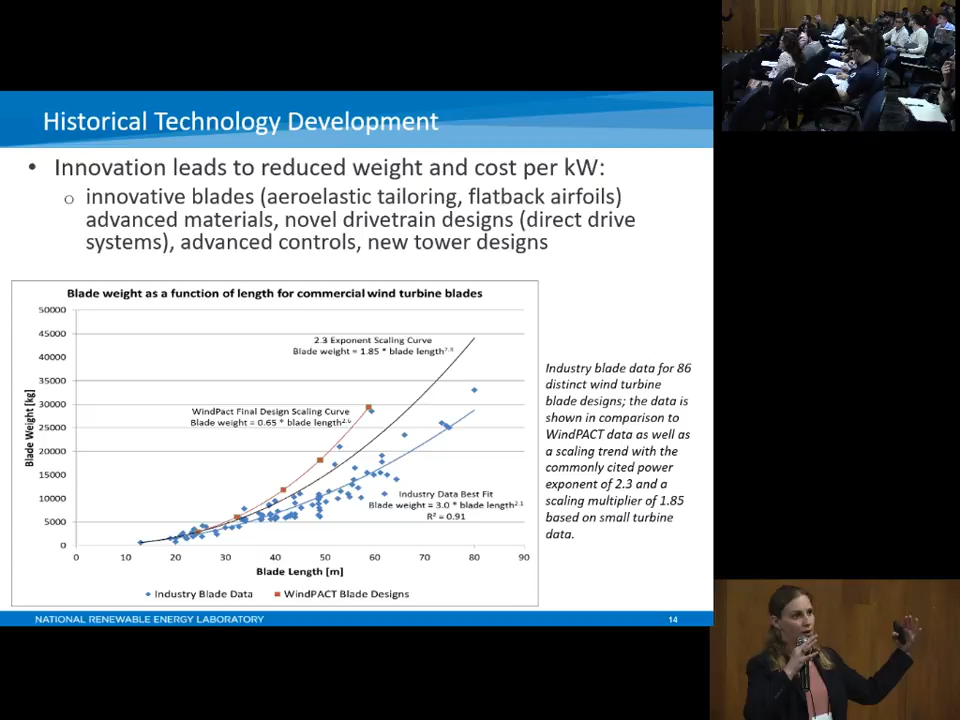 Historical Technology Development
• Innovation leads to reduced weight and cost per kW:
o innovative blades (aeroelastic tailoring, flatback airfoils)
advanced materials, novel drivetrain designs (direct drive
systems), advanced controls, new tower designs
Blade weight as a function of length for commercial wind turbine blades
50000
45000
40000
35000
30000
25000
20000
15000
10000
5000
0
Blade Weight [kg]
2.3 Exponent Scaling Curve
Blade weight = 1.85 * blade length^2.3
WindPact Final Design Scaling Curve
Blade weight = 0.65 * blade length^2.6
Industry Data Best Fit
Blade weight = 3.0 * blade length^2.1
R² = 0.91
0 10 20 30 40 50 60 70 80 90
Blade Length [m]
Industry Blade Data WindPACT Blade Designs
Industry blade data for 86
distinct wind turbine
blade designs; the data is
shown in comparison to
WindPACT data as well as
a scaling trend with the
commonly cited power
exponent of 2.3 and a
scaling multiplier of 1.85
based on small turbine
data.
NATIONAL RENEWABLE ENERGY LABORATORY
14